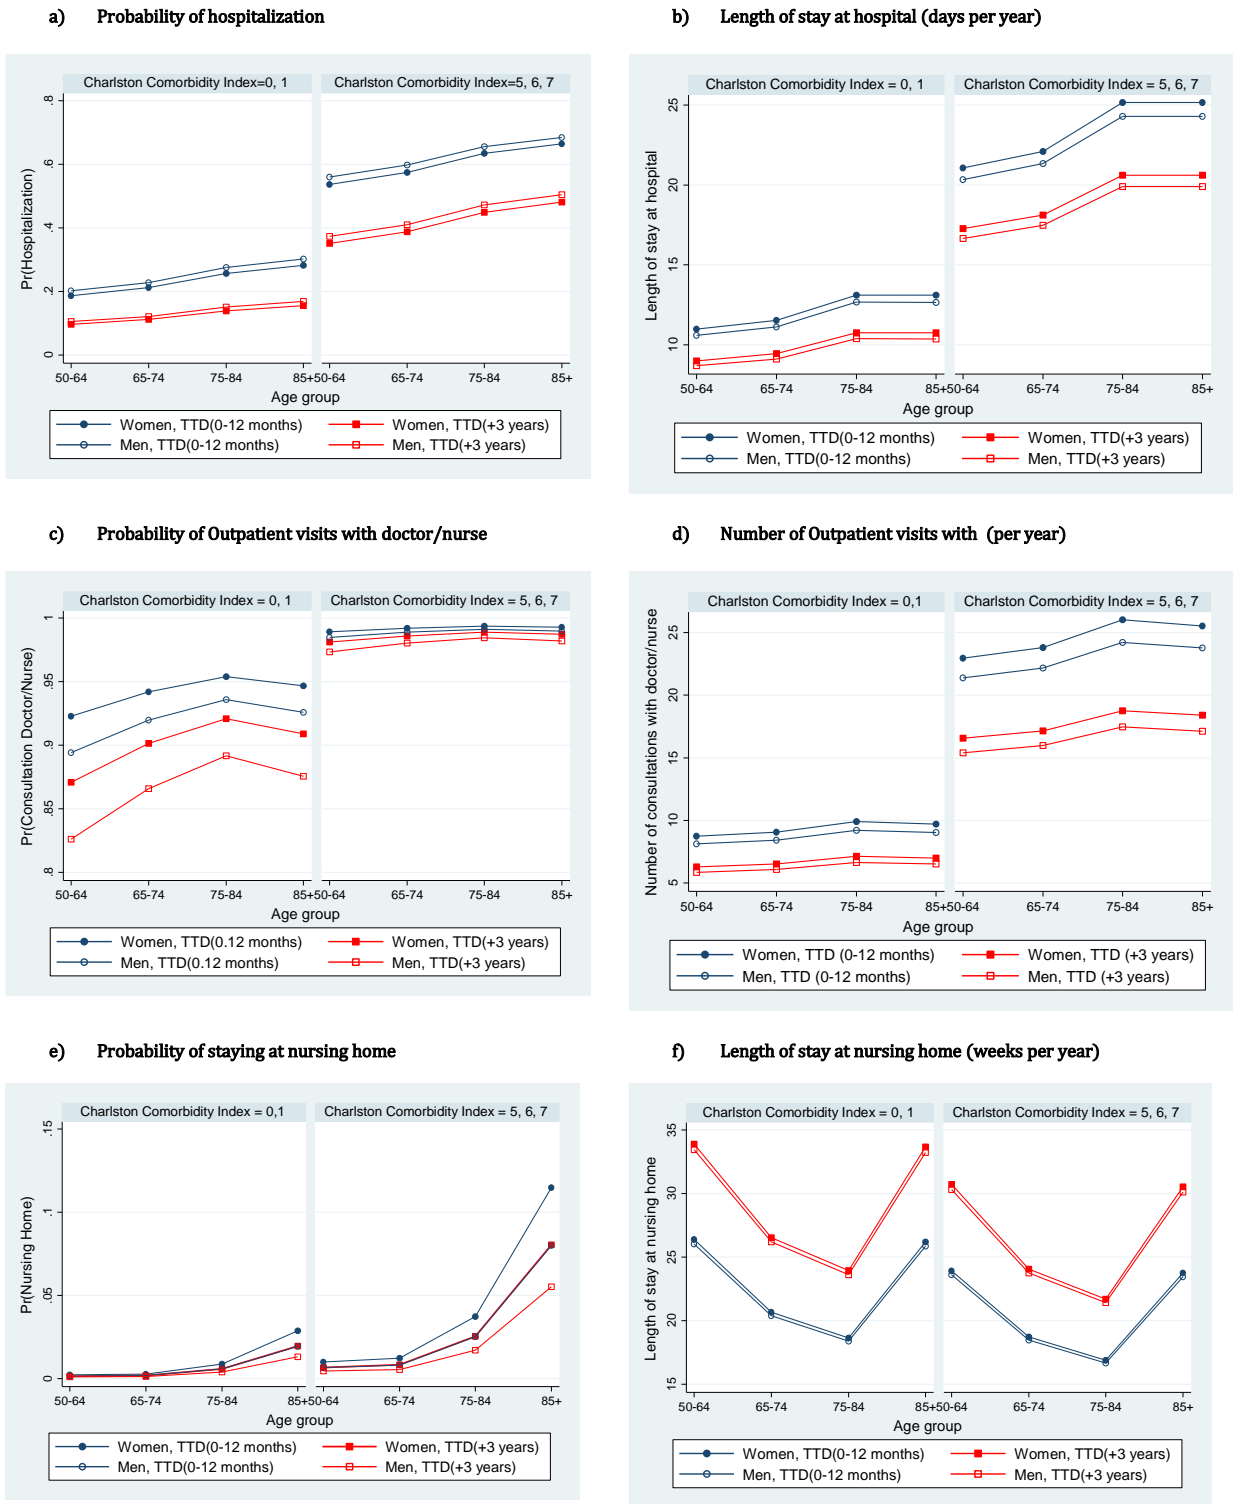 a) Probability of hospitalization
Charlston Comorbidity Index=0, 1
Charlston Comorbidity Index=5, 6, 7
Pr(Hospitalization)
.8
.6
.4
.2
0
50-64 65-74 75-84 85+50-64 65-74 75-84 85+
Age group
Women, TTD(0-12 months) Women, TTD(+3 years)
Men, TTD(0-12 months) Men, TTD(+3 years)
b) Length of stay at hospital (days per year)
Charlston Comorbidity Index = 0, 1
Charlston Comorbidity Index = 5, 6, 7
Length of stay at hospital
25
20
15
10
50-64 65-74 75-84 85+50-64 65-74 75-84 85+
Age group
Women, TTD(0-12 months) Women, TTD(+3 years)
Men, TTD(0-12 months) Men, TTD(+3 years)
c) Probability of Outpatient visits with doctor/nurse
Charlston Comorbidity Index = 0, 1
Charlston Comorbidity Index = 5, 6, 7
Pr(Consultation Doctor/Nurse)
1
.95
.9
.85
.8
50-64 65-74 75-84 85+50-64 65-74 75-84 85+
Age group
Women, TTD(0.12 months) Women, TTD(+3 years)
Men, TTD(0.12 months) Men, TTD(+3 years)
d) Number of Outpatient visits with (per year)
Charlston Comorbidity Index = 0,1
Charlston Comorbidity Index = 5, 6, 7
Number of consultations with doctor/nurse
25
20
15
10
5
50-64 65-74 75-84 85+50-64 65-74 75-84 85+
Age group
Women, TTD (0-12 months) Women, TTD (+3 years)
Men, TTD (0-12 months) Men, TTD (+3 years)
e) Probability of staying at nursing home
Charlston Comorbidity Index = 0,1
Charlston Comorbidity Index = 5, 6, 7
Pr(Nursing Home)
.15
.1
.05
0
50-64 65-74 75-84 85+50-64 65-74 75-84 85+
Age group
Women, TTD(0-12 months) Women, TTD(+3 years)
Men, TTD(0-12 months) Men, TTD(+3 years)
f) Length of stay at nursing home (weeks per year)
Charlston Comorbidity Index = 0, 1
Charlston Comorbidity Index = 5, 6, 7
Length of stay at nursing home
35
30
25
20
15
50-64 65-74 75-84 85+50-64 65-74 75-84 85+
Age group
Women, TTD(0-12 months) Women, TTD(+3 years)
Men, TTD(0-12 months) Men, TTD(+3 years)